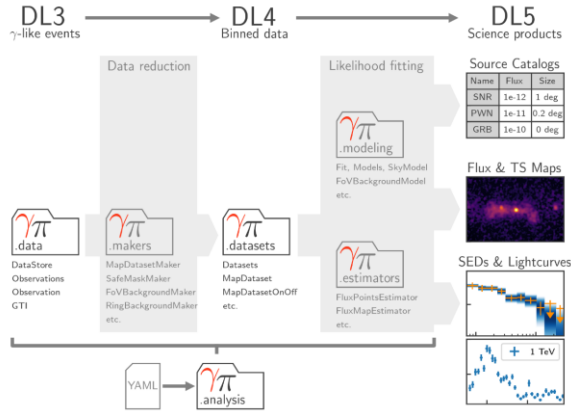 DL3
γ-like events
DL4
Binned data
DL5
Science products
Data reduction
Likelihood fitting
Source Catalogs
Name Flux Size
SNR 1e-12 1 deg
PWN 1e-11 0.2 deg
GRB 1e-10 0 deg
γπ
.modeling
Fit, Models, SkyModel
FoVBackgroundModel
etc.
Flux & TS Maps
γπ
.data
DataStore
Observations
Observation
GTI
γπ
.makers
MapDatasetMaker
SafeMaskMaker
FoVBackgroundMaker
RingBackgroundMaker
etc.
γπ
.datasets
Datasets
MapDataset
MapDatasetOnOff
etc.
γπ
.estimators
FluxPointsEstimator
FluxMapEstimator
etc.
SEDs & Lightcurves
1 TeV
YAML
γπ
.analysis